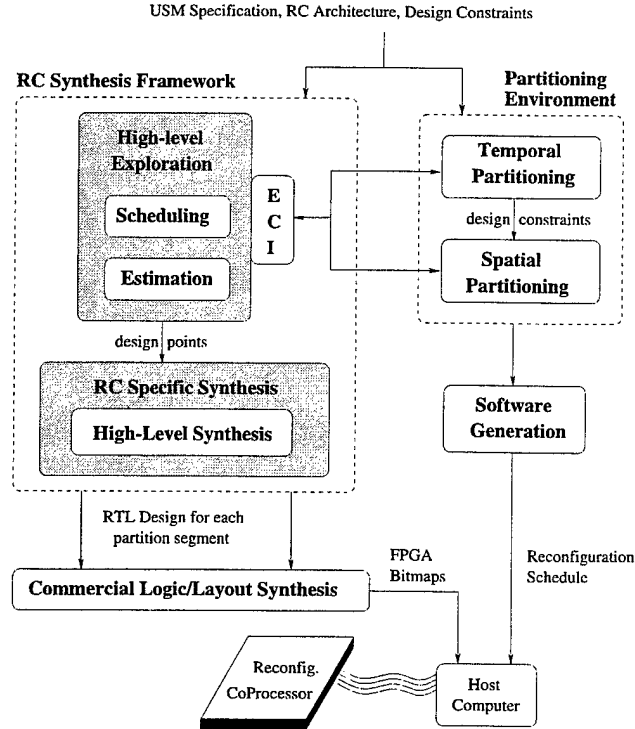 USM Specification, RC Architecture, Design Constraints
RC Synthesis Framework
Partitioning
Environment
High-level
Exploration
Scheduling
Estimation
E
C
I
Temporal
Partitioning
design constraints
Spatial
Partitioning
design points
RC Specific Synthesis
High-Level Synthesis
Software
Generation
RTL Design for each
partition segment
FPGA
Bitmaps
Reconfiguration
Schedule
Commercial Logic/Layout Synthesis
Reconfig.
CoProcessor
Host
Computer